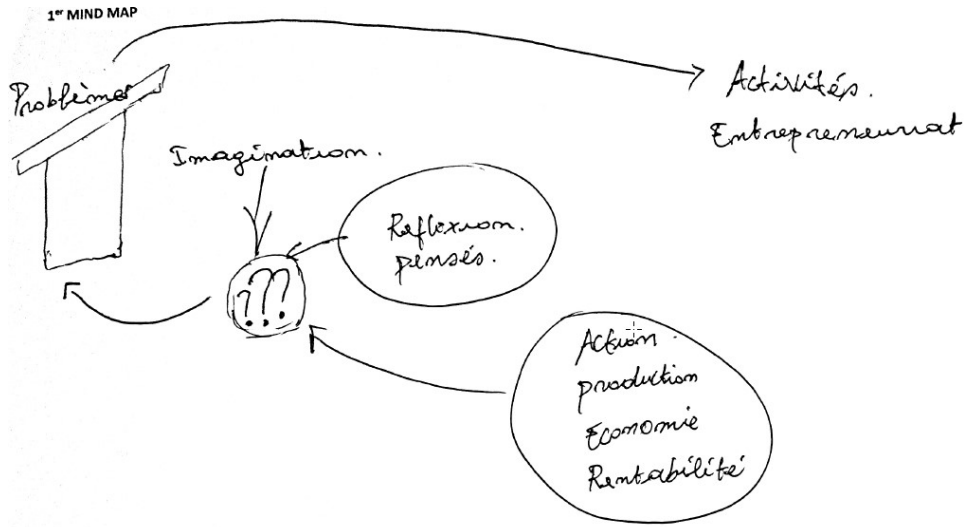 1er MIND MAP
Problèmes
Activités.
Entrepreneuriat
Imagination.
Reflexion.
pensés.
???
Action.
production
Economie
Rentabilité